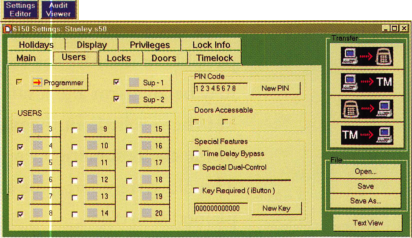 Settings Editor
Audit Viewer
6150 Settings: Stanley.s50
Holidays Display Privileges Lock Info
Main Users Locks Doors Timelock
Programmer
Sup - 1
Sup - 2
USERS
3 9 15
4 10 16
5 11 17
6 12 18
7 13 19
8 14 20
PIN Code
12345678
New PIN
Doors Accessable
Special Features
Time Delay Bypass
Special Dual-Control
Key Required ( iButton )
000000000000
New Key
Transfer
TM
TM
File
Open...
Save
Save As...
Text View